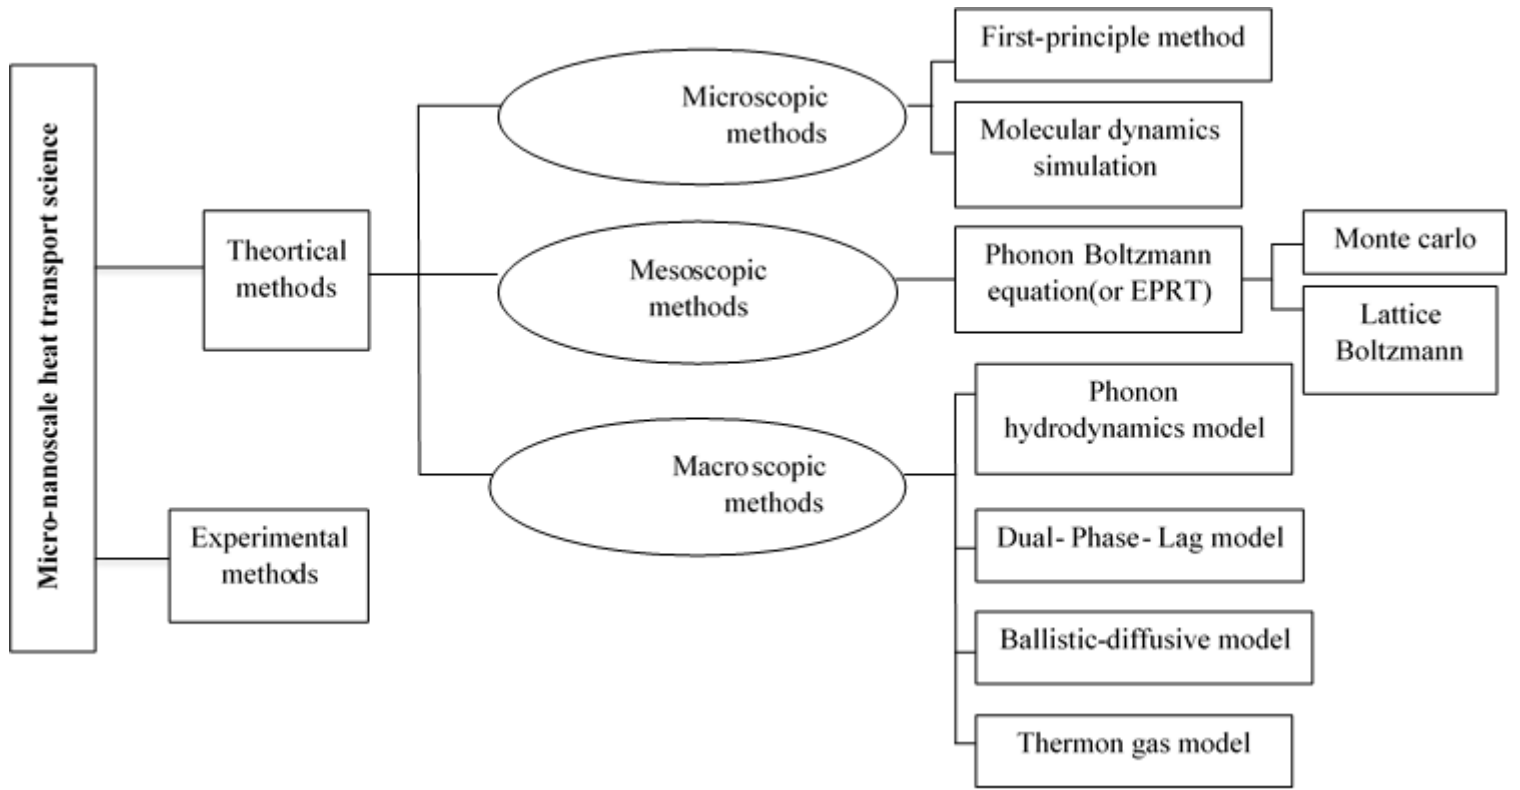 Micro-nanoscale heat transport science
Theortical
methods
Experimental
methods
Microscopic
methods
First-principle method
Molecular dynamics
simulation
Mesoscopic
methods
Phonon Boltzmann
equation(or EPRT)
Monte carlo
Lattice
Boltzmann
Macroscopic
methods
Phonon
hydrodynamics model
Dual- Phase- Lag model
Ballistic-diffusive model
Thermon gas model